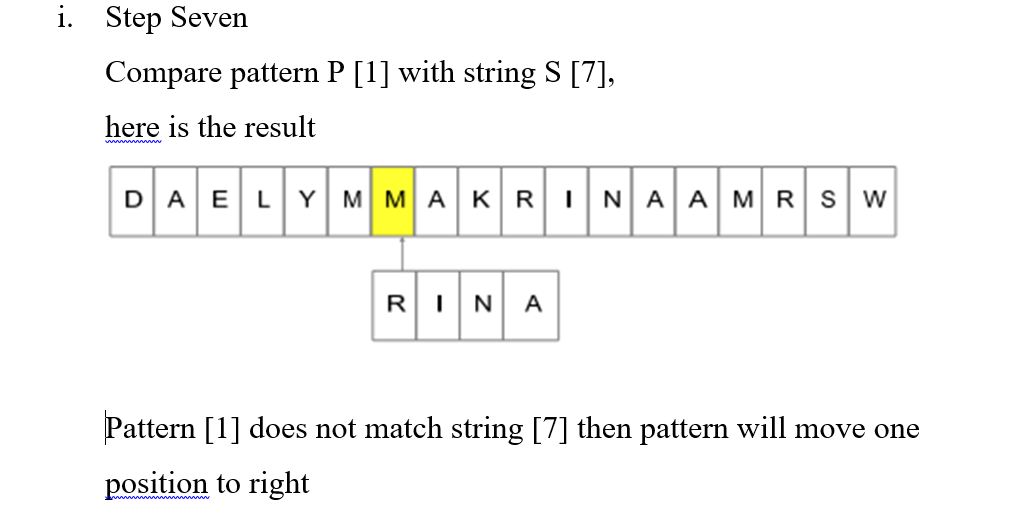 i. Step Seven
Compare pattern P [1] with string S [7],
here is the result
D A E L Y M M A K R I N A A M R S W
R I N A
Pattern [1] does not match string [7] then pattern will move one
position to right